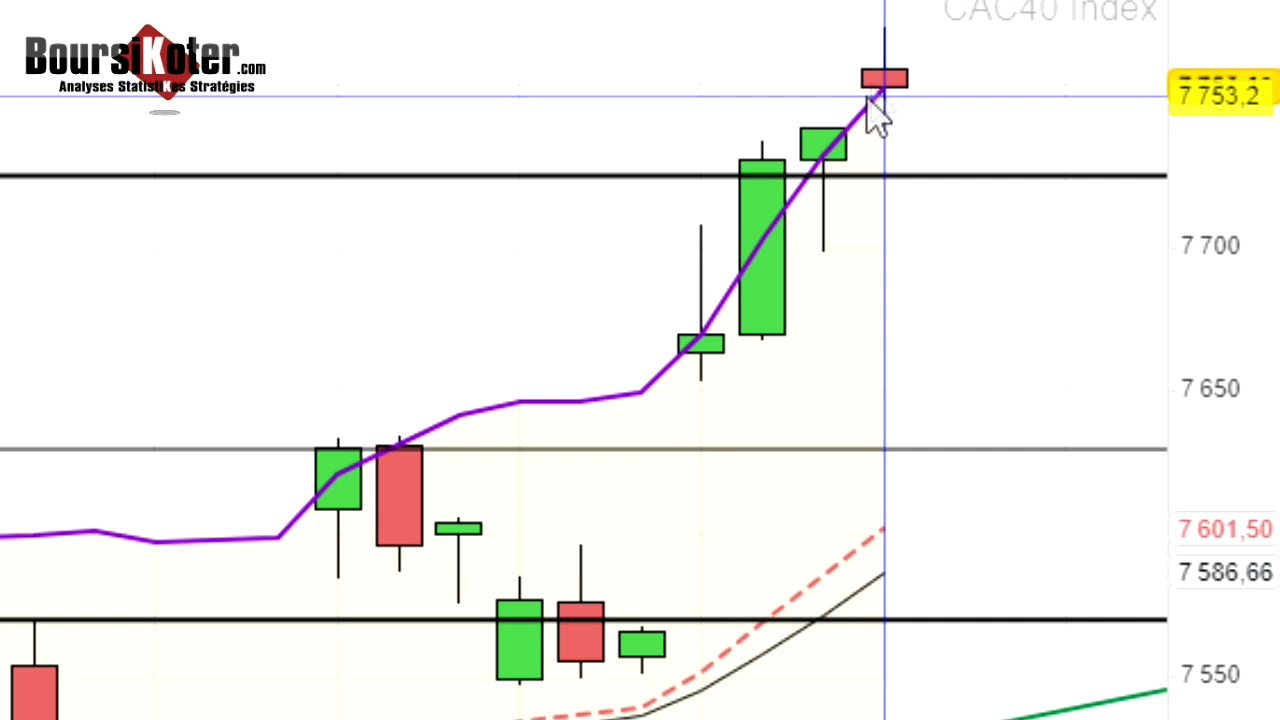 CAC40 Index
BoursiKoter.com
Analyses StatistiKes Stratégies
7 753,2
7 700
7 650
7 601,50
7 586,66
7 550